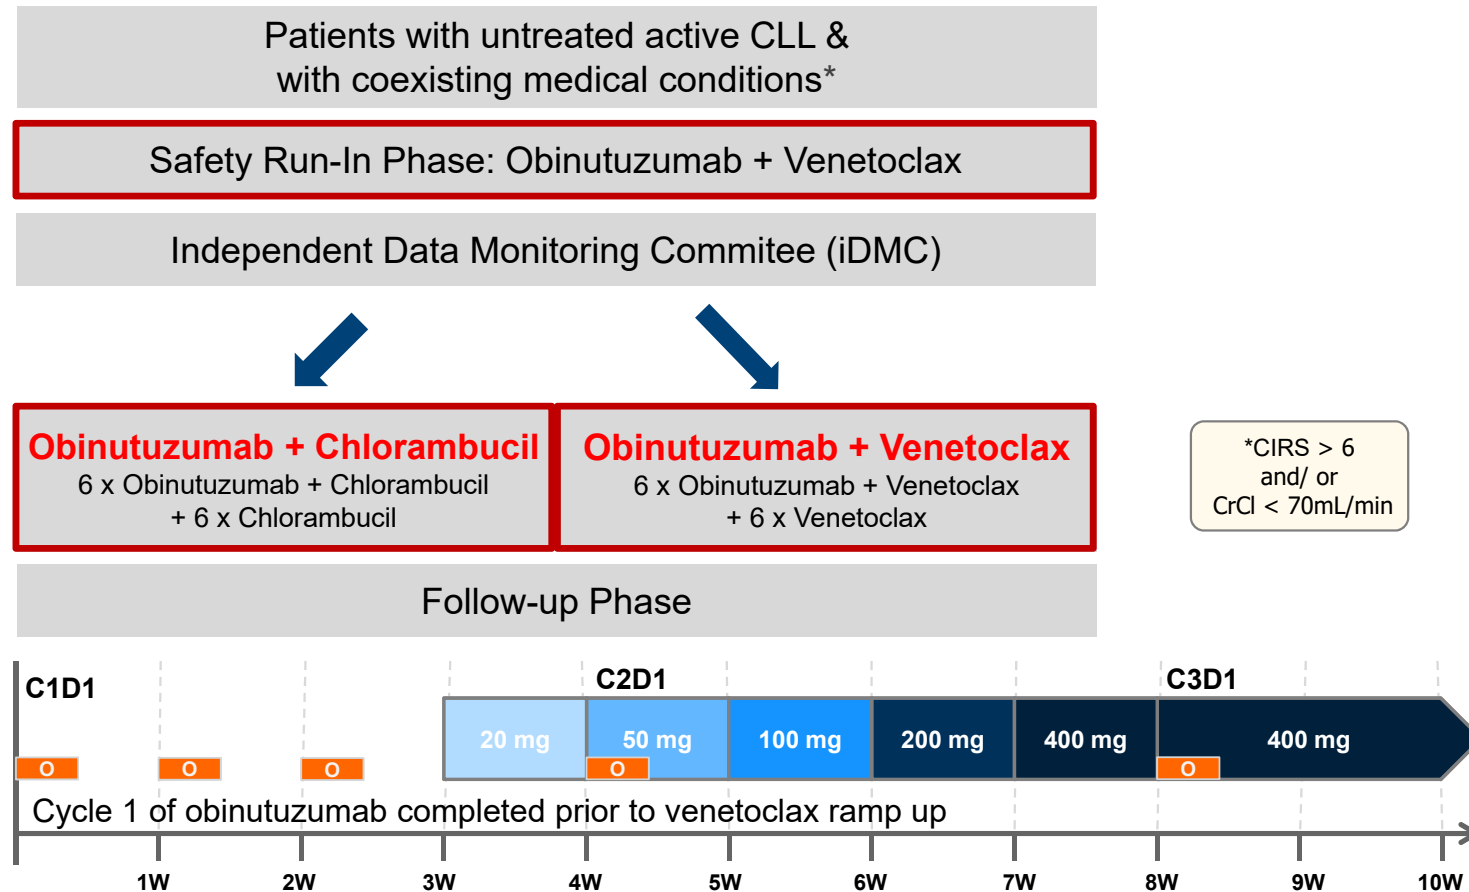 Patients with untreated active CLL &
with coexisting medical conditions*
Safety Run-In Phase: Obinutuzumab + Venetoclax
Independent Data Monitoring Commitee (iDMC)
Obinutuzumab + Chlorambucil
6 x Obinutuzumab + Chlorambucil
+ 6 x Chlorambucil
Obinutuzumab + Venetoclax
6 x Obinutuzumab + Venetoclax
+ 6 x Venetoclax
*CIRS > 6
and/ or
CrCl < 70mL/min
Follow-up Phase
C1D1
C2D1
C3D1
20 mg
50 mg
100 mg
200 mg
400 mg
400 mg
O
O
O
O
O
Cycle 1 of obinutuzumab completed prior to venetoclax ramp up
1W
2W
3W
4W
5W
6W
7W
8W
9W
10W